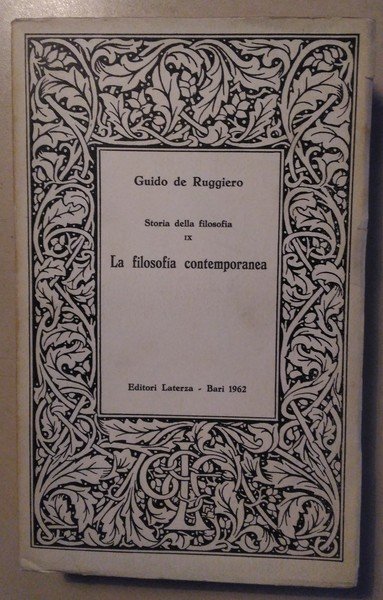 Guido de Ruggiero
Storia della filosofia
IX
La filosofia contemporanea
Editori Laterza - Bari 1962